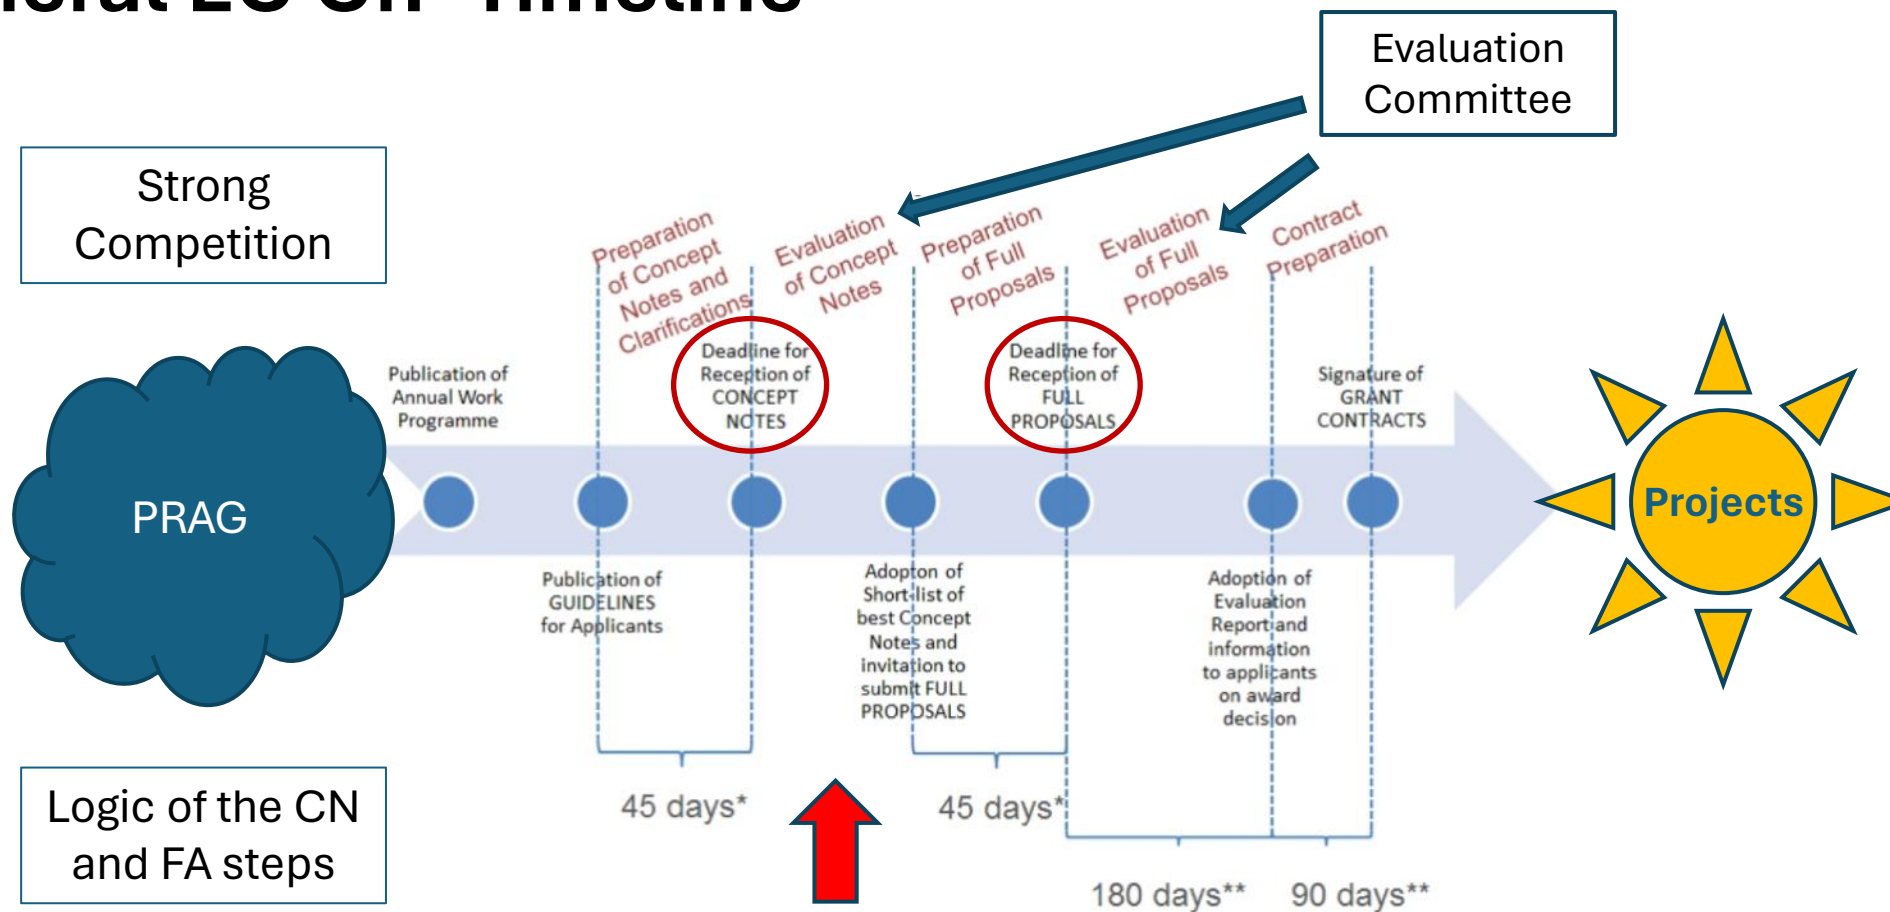 Evaluation
Committee
Strong
Competition
Preparation
of Concept
Notes and
Clarifications
Evaluation
of Concept
Notes
Preparation
of Full
Proposals
Evaluation
of Full
Proposals
Contract
Preparation
Publication of
Annual Work
Programme
Deadline for
Reception of
CONCEPT
NOTES
Deadline for
Reception of
FULL
PROPOSALS
Signature of
GRANT
CONTRACTS
PRAG
Projects
Publication of
GUIDELINES
for Applicants
Adopton of
Short-list of
best Concept
Notes and
invitation to
submit FULL
PROPOSALS
Adoption of
Evaluation
Report and
information
to applicants
on award
decision
Logic of the CN
and FA steps
45 days*
45 days*
180 days**
90 days**